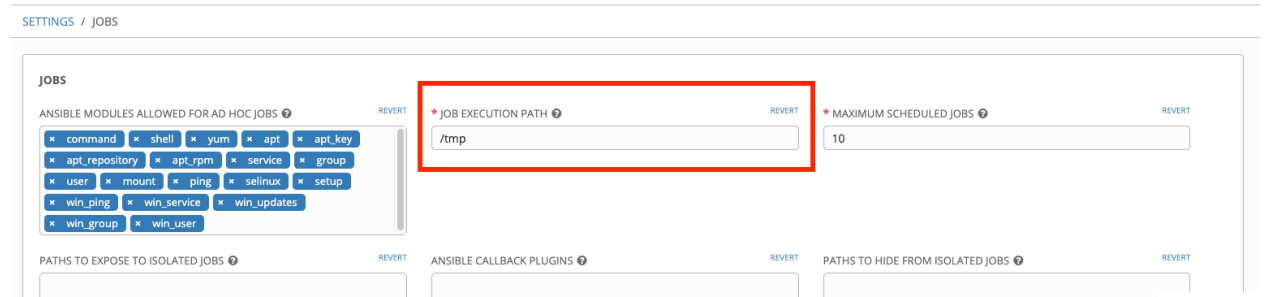 SETTINGS / JOBS
JOBS
ANSIBLE MODULES ALLOWED FOR AD HOC JOBS ? REVERT
× command × shell × yum × apt × apt_key
× apt_repository × apt_rpm × service × group
× user × mount × ping × selinux × setup
× win_ping × win_service × win_updates
× win_group × win_user
* JOB EXECUTION PATH ? REVERT
/tmp
* MAXIMUM SCHEDULED JOBS ? REVERT
10
PATHS TO EXPOSE TO ISOLATED JOBS ? REVERT
ANSIBLE CALLBACK PLUGINS ? REVERT
PATHS TO HIDE FROM ISOLATED JOBS ? REVERT